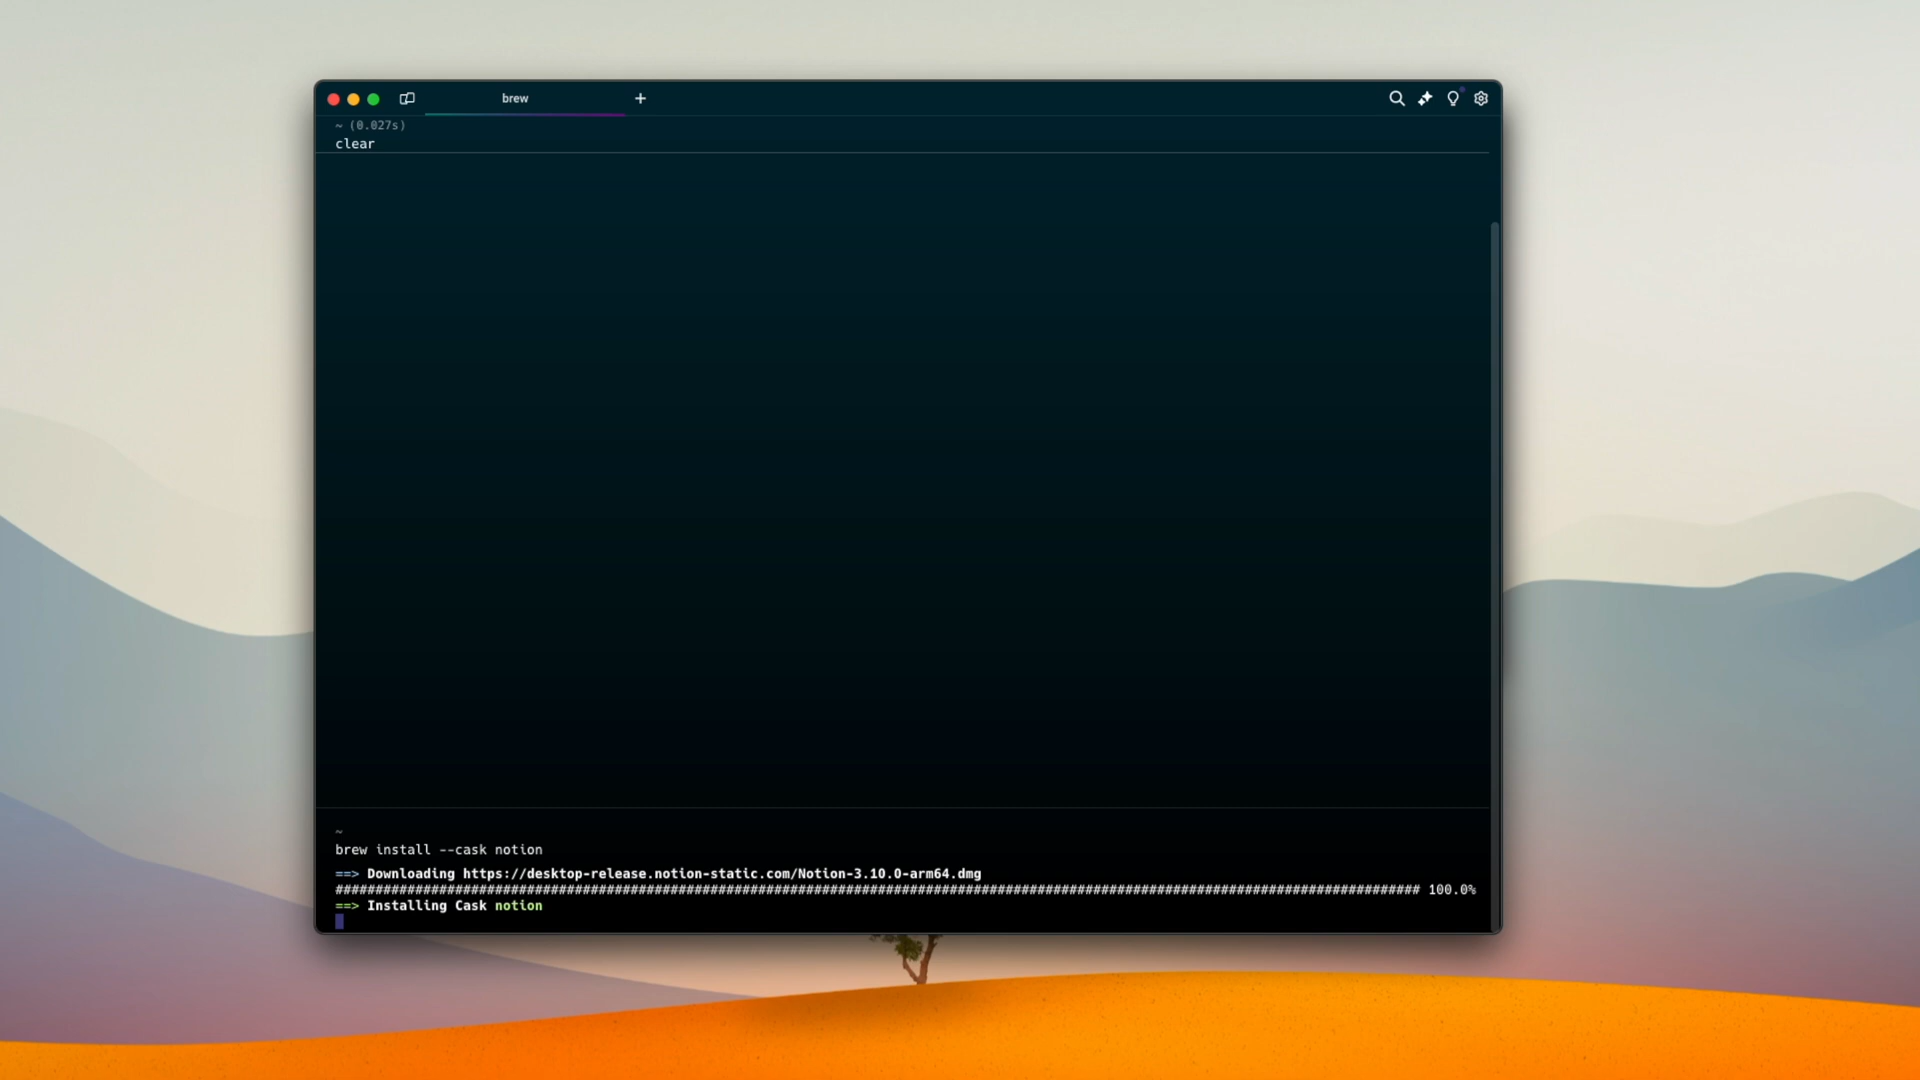 brew
~ (0.027s)
clear
~
brew install --cask notion
==> Downloading https://desktop-release.notion-static.com/Notion-3.10.0-arm64.dmg
######################################################################################################################################## 100.0%
==> Installing Cask notion